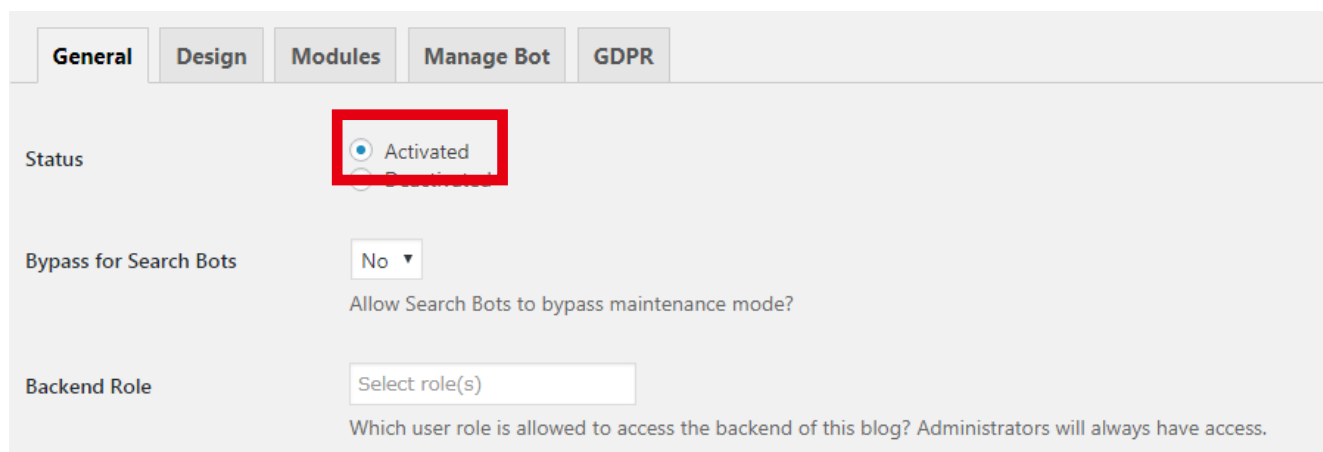 General Design Modules Manage Bot GDPR
Status
Activated
Deactivated
Bypass for Search Bots
No
Allow Search Bots to bypass maintenance mode?
Backend Role
Select role(s)
Which user role is allowed to access the backend of this blog? Administrators will always have access.